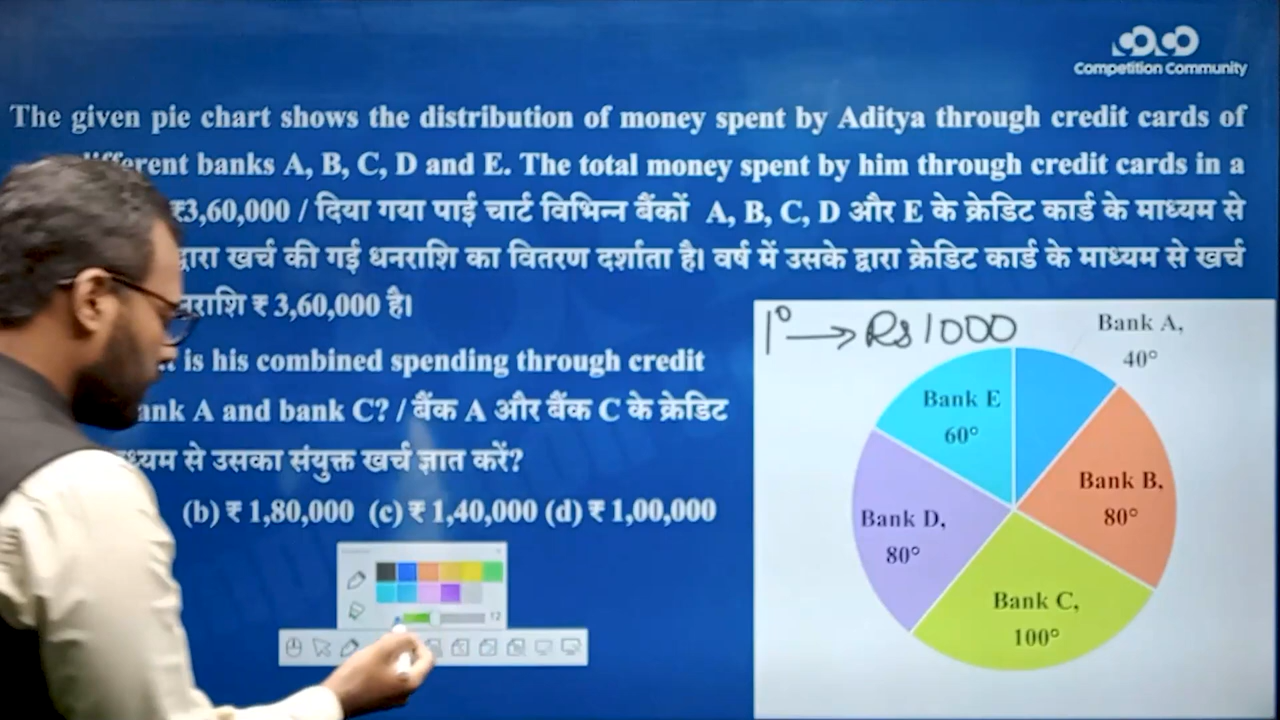 Competition Community
The given pie chart shows the distribution of money spent by Aditya through credit cards of
different banks A, B, C, D and E. The total money spent by him through credit cards in a
₹3,60,000 / दिया गया पाई चार्ट विभिन्न बैंकों A, B, C, D और E के क्रेडिट कार्ड के माध्यम से
द्वारा खर्च की गई धनराशि का वितरण दर्शाता है। वर्ष में उसके द्वारा क्रेडिट कार्ड के माध्यम से खर्च
₹ 3,60,000 है।
is his combined spending through credit
A and bank C? / बैंक A और बैंक C के क्रेडिट
से उसका संयुक्त खर्च ज्ञात करें?
(b) ₹ 1,80,000 (c) ₹ 1,40,000 (d) ₹ 1,00,000
1° → Rs 1000
Bank A,
40°
Bank E
60°
Bank B,
80°
Bank D,
80°
Bank C,
100°
12